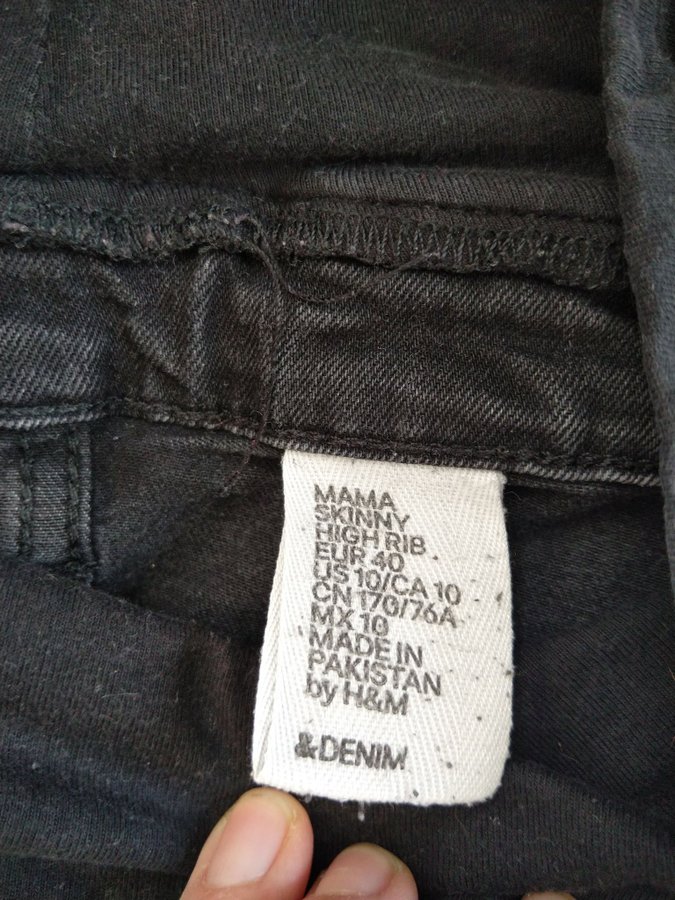 MAMA
SKINNY
HIGH RIB
EUR 40
US 10/CA 10
CN 170/76A
MX 10
MADE IN
PAKISTAN
by H&M
&DENIM